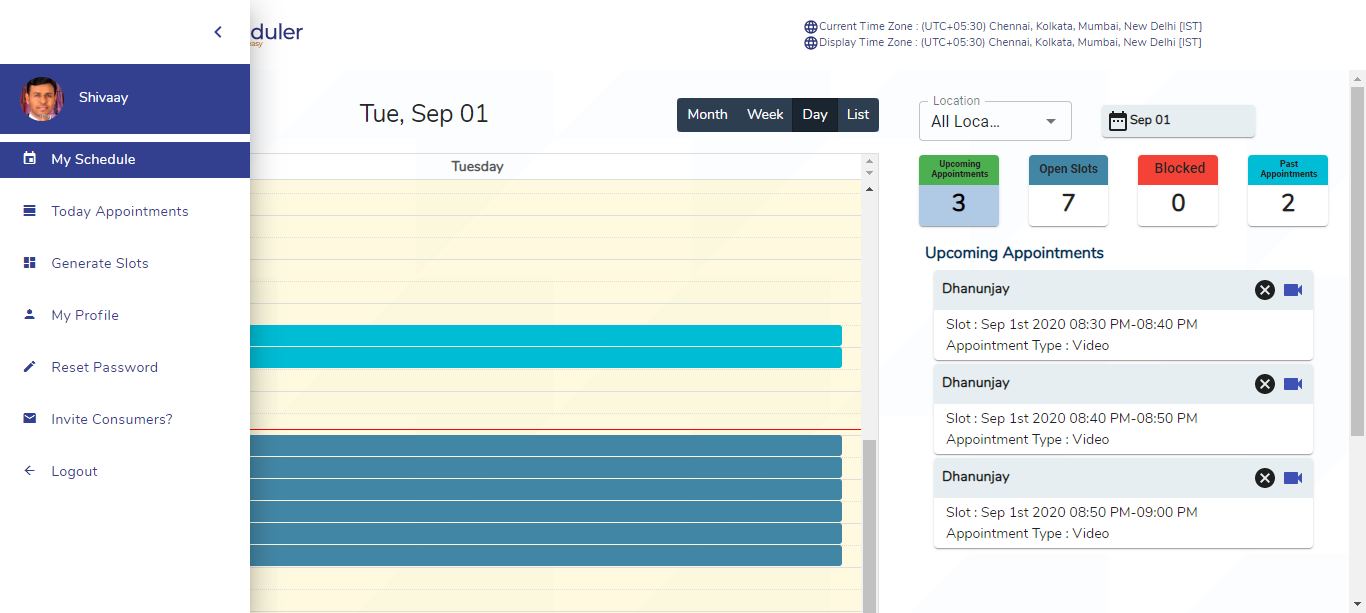 duler
easy
Current Time Zone : (UTC+05:30) Chennai, Kolkata, Mumbai, New Delhi [IST]
Display Time Zone : (UTC+05:30) Chennai, Kolkata, Mumbai, New Delhi [IST]
Shivaay
My Schedule
Today Appointments
Generate Slots
My Profile
Reset Password
Invite Consumers?
Logout
Tue, Sep 01
Month Week Day List
Tuesday
Location
All Loca...
Sep 01
Upcoming Appointments
3
Open Slots
7
Blocked
0
Past Appointments
2
Upcoming Appointments
Dhanunjay
Slot : Sep 1st 2020 08:30 PM-08:40 PM
Appointment Type : Video
Dhanunjay
Slot : Sep 1st 2020 08:40 PM-08:50 PM
Appointment Type : Video
Dhanunjay
Slot : Sep 1st 2020 08:50 PM-09:00 PM
Appointment Type : Video